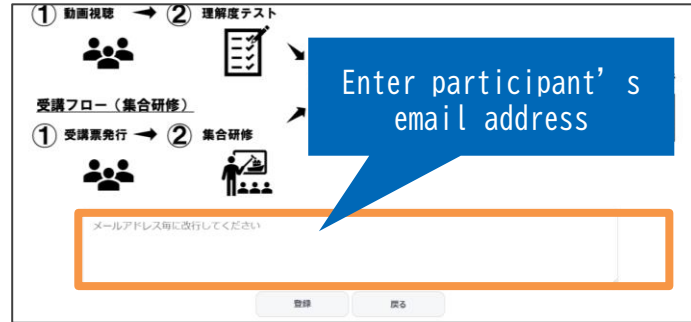 ① 動画視聴 → ② 理解度テスト
Enter participant’s
email address
受講フロー（集合研修）
① 受講票発行 → ② 集合研修
メールアドレス毎に改行してください
登録 戻る